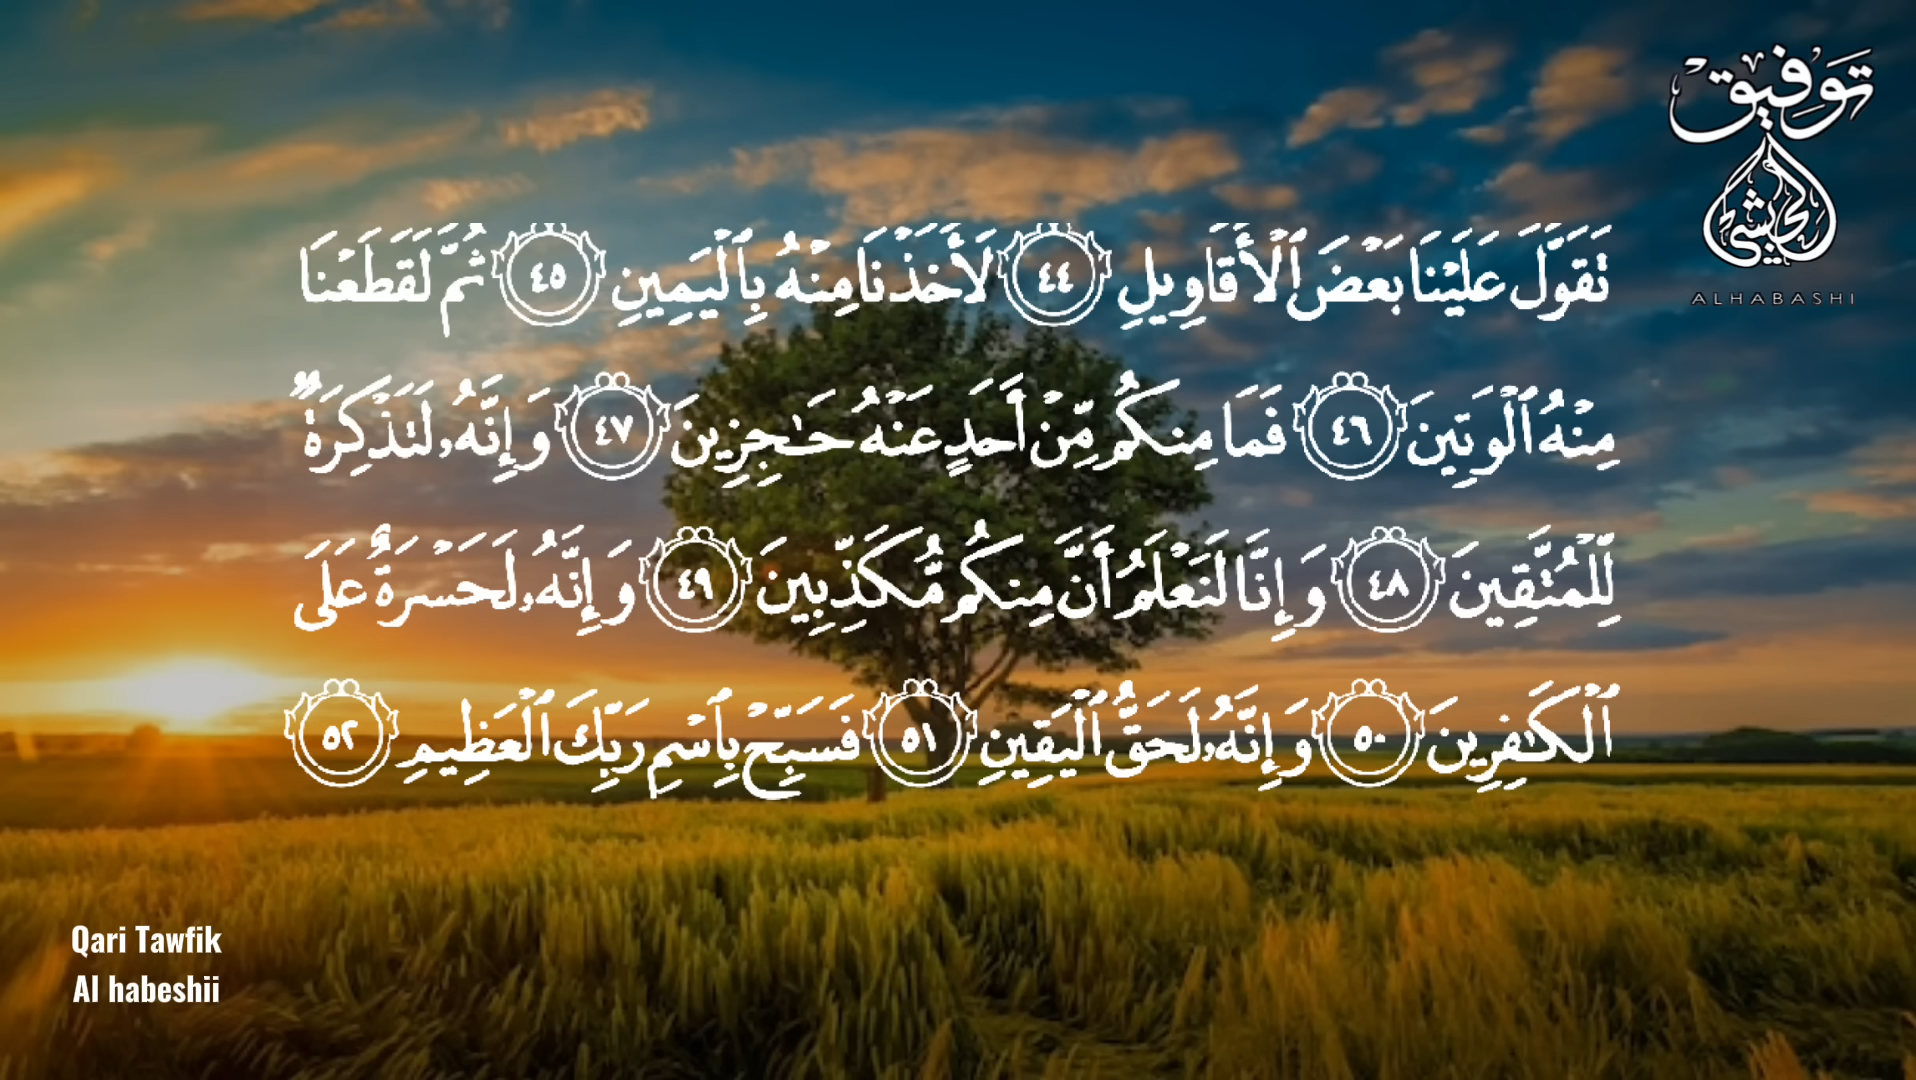 توفيق
الحبشي
ALHABASHI
تَقَوَّلَ عَلَيْنَا بَعْضَ ٱلْأَقَاوِيلِ ٤٤ لَأَخَذْنَا مِنْهُ بِٱلْيَمِينِ ٤٥ ثُمَّ لَقَطَعْنَا
مِنْهُ ٱلْوَتِينَ ٤٦ فَمَا مِنكُم مِّنْ أَحَدٍ عَنْهُ حَٰجِزِينَ ٤٧ وَإِنَّهُۥ لَتَذْكِرَةٌ
لِّلْمُتَّقِينَ ٤٨ وَإِنَّا لَنَعْلَمُ أَنَّ مِنكُم مُّكَذِّبِينَ ٤٩ وَإِنَّهُۥ لَحَسْرَةٌ عَلَى
ٱلْكَٰفِرِينَ ٥٠ وَإِنَّهُۥ لَحَقُّ ٱلْيَقِينِ ٥١ فَسَبِّحْ بِٱسْمِ رَبِّكَ ٱلْعَظِيمِ ٥٢
Qari Tawfik
Al habeshii